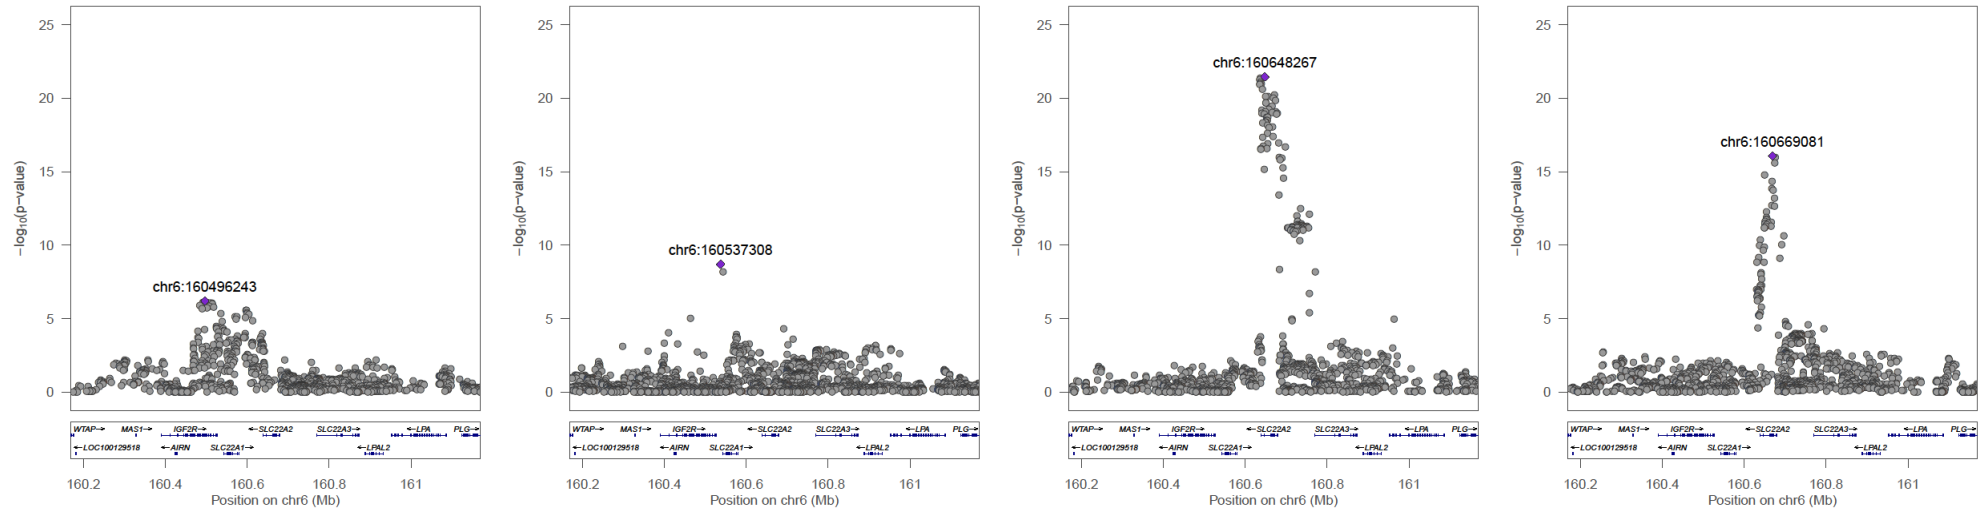 25
20
15
10
5
0
−log10(p−value)
chr6:160496243
WTAP→ MAS1→ IGF2R→ ←SLC22A2 SLC22A3→ ←LPA PLG→
←LOC100129518 ←AIRN SLC22A1→ ←LPAL2
160.2 160.4 160.6 160.8 161
Position on chr6 (Mb)
25
20
15
10
5
0
−log10(p−value)
chr6:160537308
WTAP→ MAS1→ IGF2R→ ←SLC22A2 SLC22A3→ ←LPA PLG→
←LOC100129518 ←AIRN SLC22A1→ ←LPAL2
160.2 160.4 160.6 160.8 161
Position on chr6 (Mb)
25
20
15
10
5
0
−log10(p−value)
chr6:160648267
WTAP→ MAS1→ IGF2R→ ←SLC22A2 SLC22A3→ ←LPA PLG→
←LOC100129518 ←AIRN SLC22A1→ ←LPAL2
160.2 160.4 160.6 160.8 161
Position on chr6 (Mb)
25
20
15
10
5
0
−log10(p−value)
chr6:160669081
WTAP→ MAS1→ IGF2R→ ←SLC22A2 SLC22A3→ ←LPA PLG→
←LOC100129518 ←AIRN SLC22A1→ ←LPAL2
160.2 160.4 160.6 160.8 161
Position on chr6 (Mb)